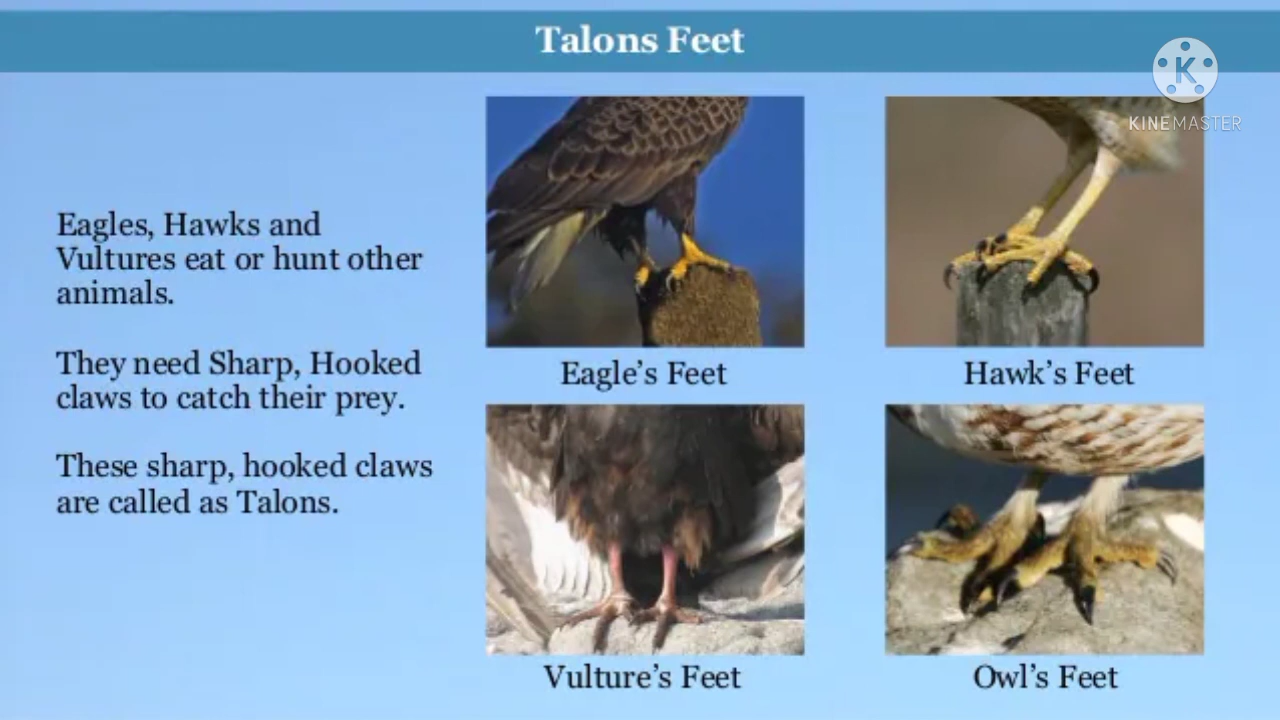 Talons Feet
K
KINEMASTER
Eagles, Hawks and
Vultures eat or hunt other
animals.
They need Sharp, Hooked
claws to catch their prey.
These sharp, hooked claws
are called as Talons.
Eagle's Feet
Hawk's Feet
Vulture's Feet
Owl's Feet